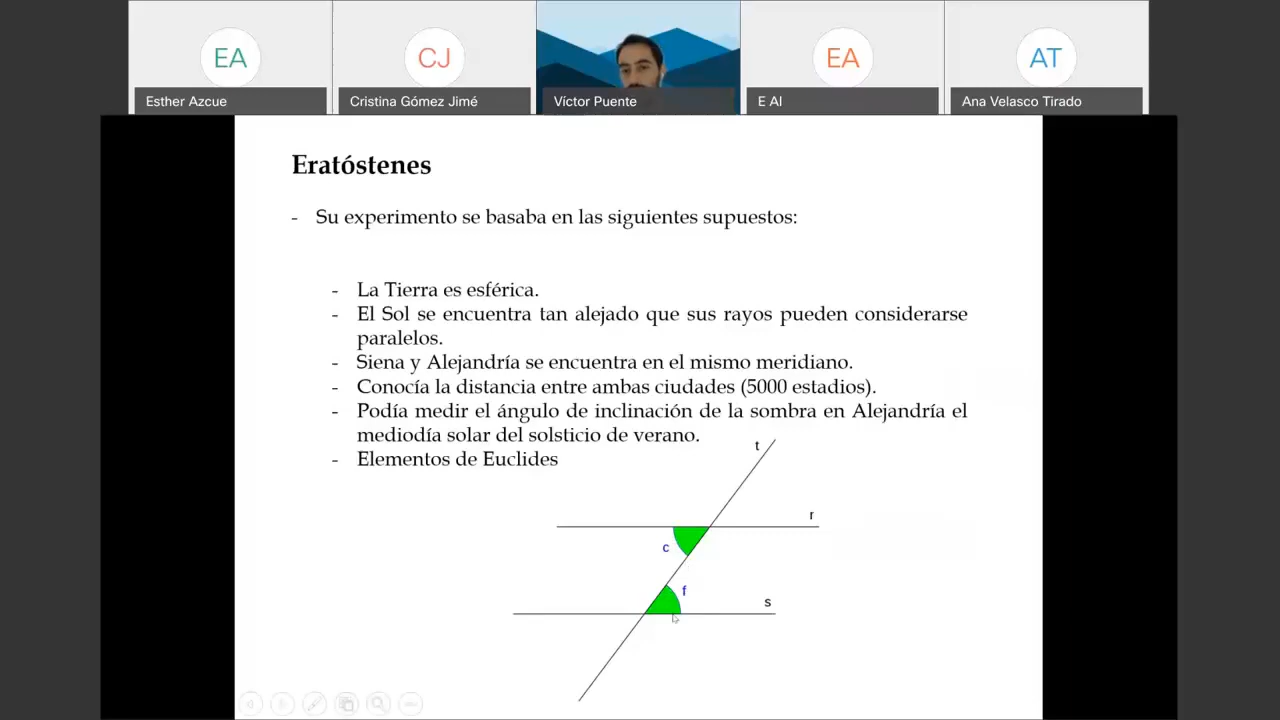 EA
CJ
EA
AT
Esther Azcue
Cristina Gómez Jimé
Víctor Puente
E Al
Ana Velasco Tirado
Eratóstenes
- Su experimento se basaba en las siguientes supuestos:
- La Tierra es esférica.
- El Sol se encuentra tan alejado que sus rayos pueden considerarse
paralelos.
- Siena y Alejandría se encuentra en el mismo meridiano.
- Conocía la distancia entre ambas ciudades (5000 estadios).
- Podía medir el ángulo de inclinación de la sombra en Alejandría el
mediodía solar del solsticio de verano.
- Elementos de Euclides
t
r
c
f
s